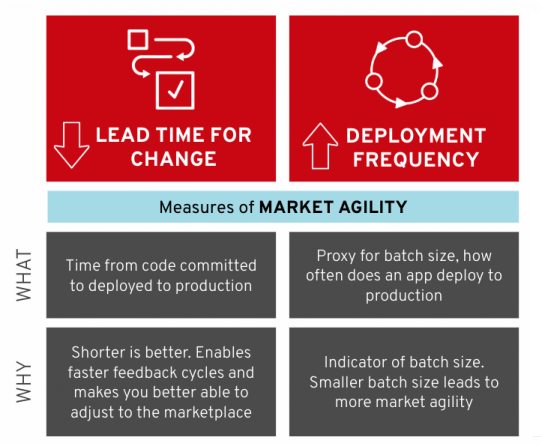 LEAD TIME FOR
CHANGE
DEPLOYMENT
FREQUENCY
Measures of MARKET AGILITY
WHAT
Time from code committed
to deployed to production
Proxy for batch size, how
often does an app deploy to
production
WHY
Shorter is better. Enables
faster feedback cycles and
makes you better able to
adjust to the marketplace
Indicator of batch size.
Smaller batch size leads to
more market agility